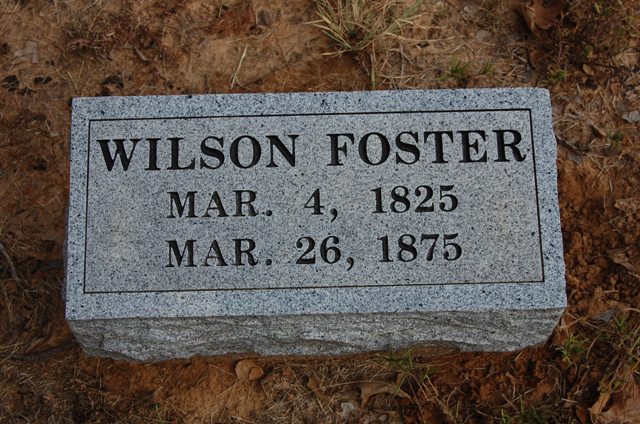 WILSON FOSTER
MAR. 4, 1825
MAR. 26, 1875